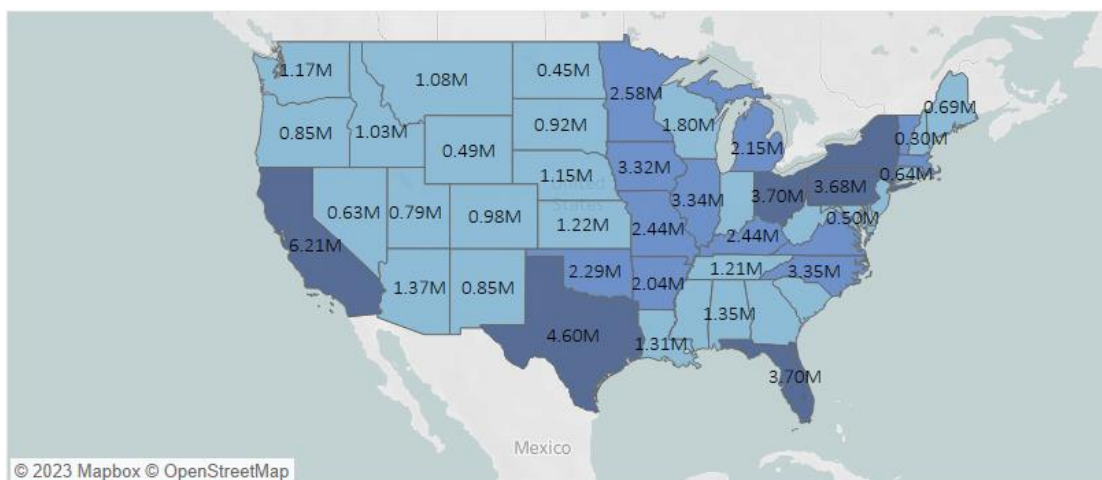 1.17M
1.08M
0.45M
2.58M
0.69M
0.85M
1.03M
0.92M
1.80M
0.30M
2.15M
0.49M
1.15M
3.32M
0.64M
3.70M
3.68M
United
States
3.34M
0.63M
0.79M
0.98M
1.22M
0.50M
6.21M
2.44M
2.44M
1.21M
3.35M
2.29M
2.04M
1.37M
0.85M
1.35M
4.60M
1.31M
3.70M
Mexico
© 2023 Mapbox © OpenStreetMap